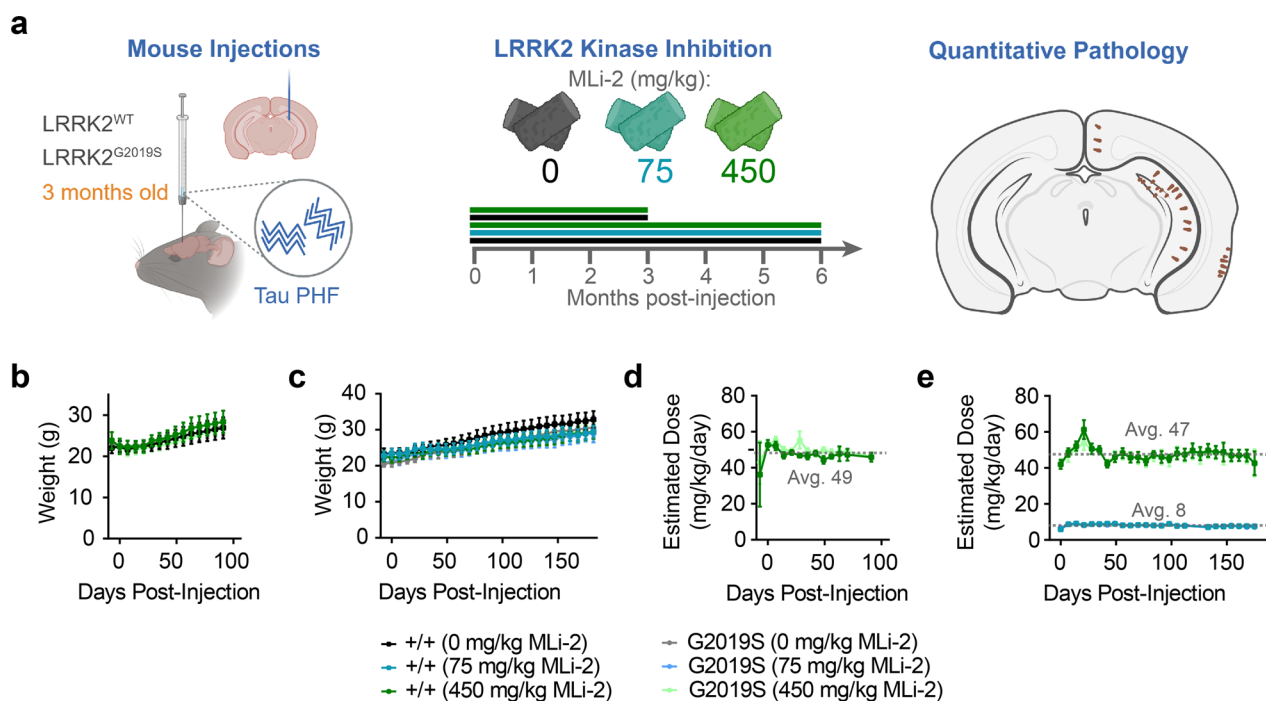 a
Mouse Injections
LRRK2WT
LRRK2G2019S
3 months old
Tau PHF
LRRK2 Kinase Inhibition
MLi-2 (mg/kg):
0 75 450
0 1 2 3 4 5 6
Months post-injection
Quantitative Pathology
b
Weight (g)
30
20
10
0
0 50 100
Days Post-Injection
c
Weight (g)
40
30
20
10
0
0 50 100 150
Days Post-Injection
d
Estimated Dose
(mg/kg/day)
80
60
40
20
0
Avg. 49
0 50 100
Days Post-Injection
e
Estimated Dose
(mg/kg/day)
80
60
40
20
0
Avg. 47
Avg. 8
0 50 100 150
Days Post-Injection
+/+ (0 mg/kg MLi-2)
+/+ (75 mg/kg MLi-2)
+/+ (450 mg/kg MLi-2)
G2019S (0 mg/kg MLi-2)
G2019S (75 mg/kg MLi-2)
G2019S (450 mg/kg MLi-2)